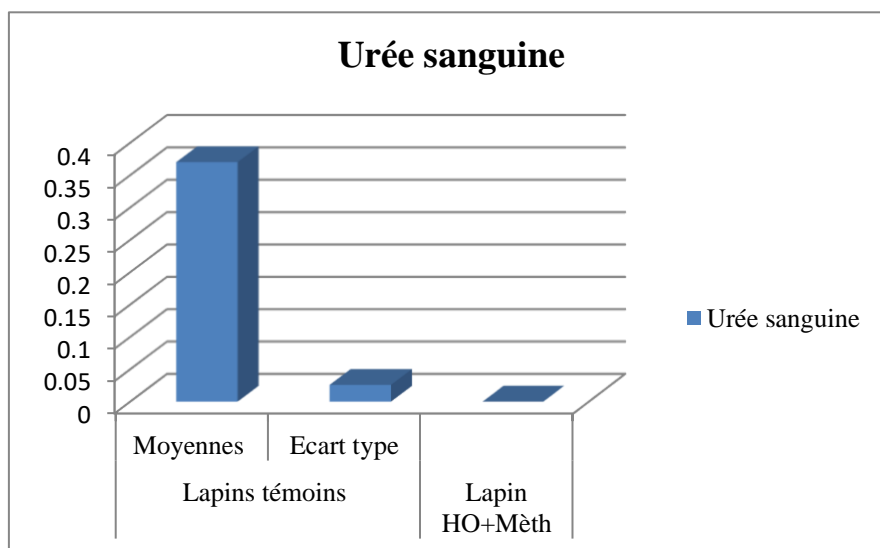 Urée sanguine
0.4
0.35
0.3
0.25
0.2
0.15
0.1
0.05
0
Urée sanguine
Moyennes
Ecart type
Lapins témoins
Lapin
HO+Mèth